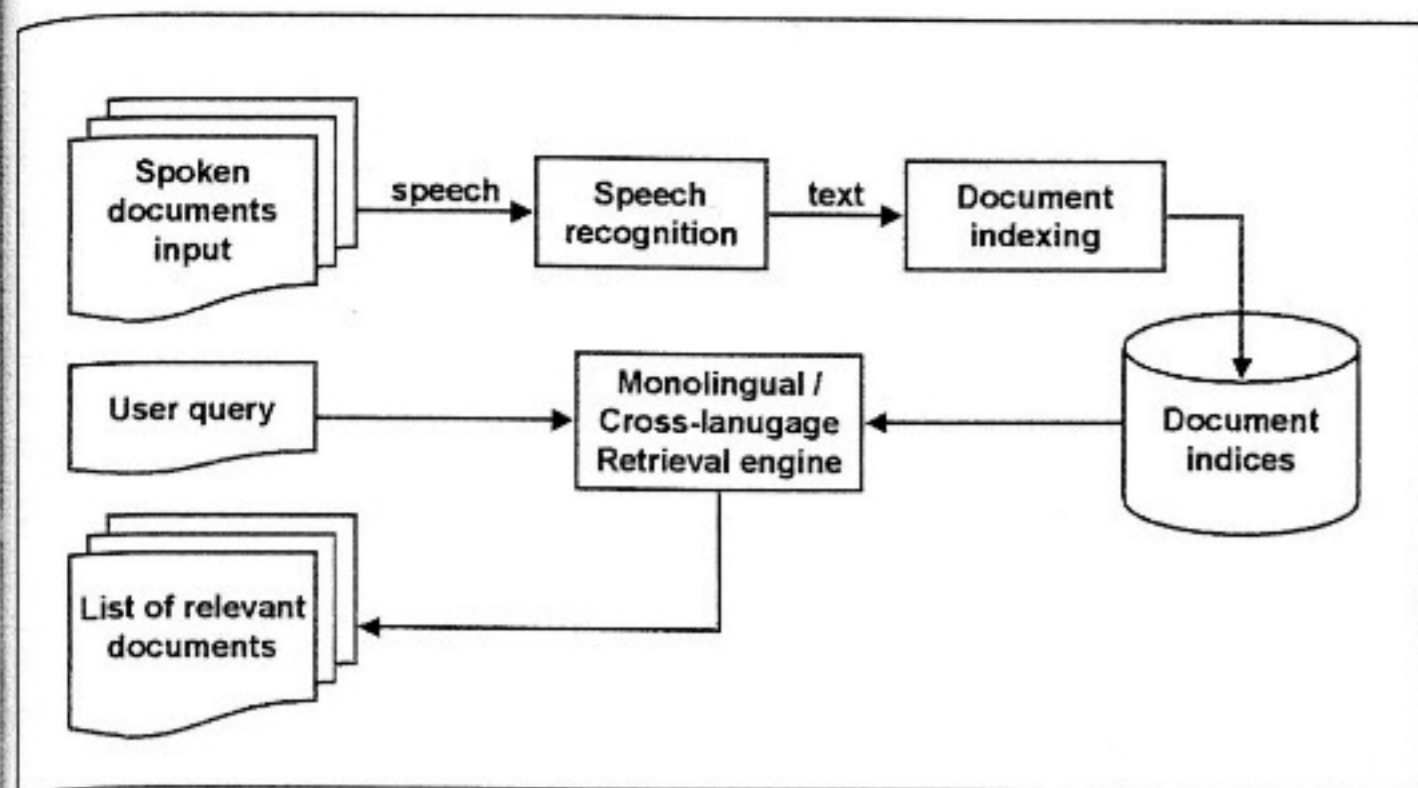 Spoken
documents
input
speech
Speech
recognition
text
Document
indexing
User query
Monolingual /
Cross-lanugage
Retrieval engine
Document
indices
List of relevant
documents